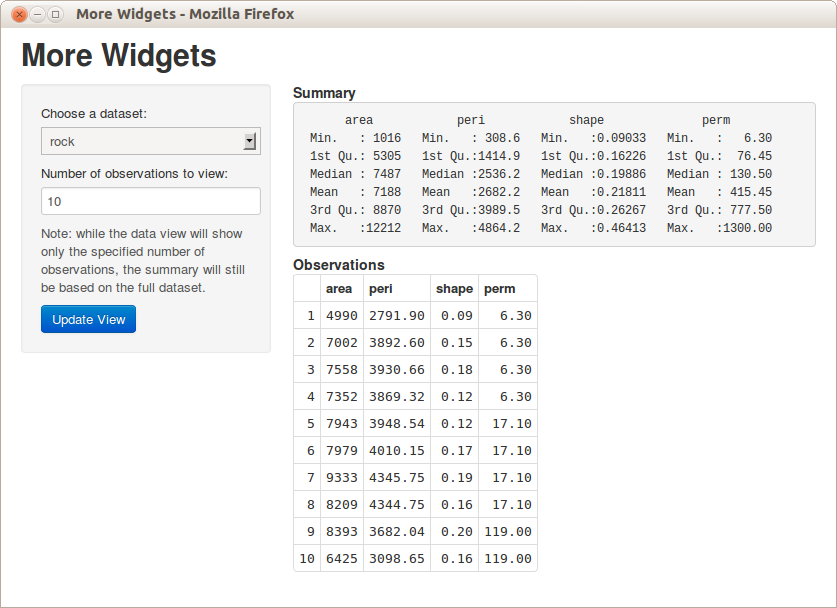 More Widgets - Mozilla Firefox
More Widgets
Choose a dataset:
rock
Number of observations to view:
10
Note: while the data view will show
only the specified number of
observations, the summary will still
be based on the full dataset.
Update View
Summary
area peri shape perm
Min. : 1016 Min. : 308.6 Min. :0.09033 Min. : 6.30
1st Qu.: 5305 1st Qu.:1414.9 1st Qu.:0.16226 1st Qu.: 76.45
Median : 7487 Median :2536.2 Median :0.19886 Median : 130.50
Mean : 7188 Mean :2682.2 Mean :0.21811 Mean : 415.45
3rd Qu.: 8870 3rd Qu.:3989.5 3rd Qu.:0.26267 3rd Qu.: 777.50
Max. :12212 Max. :4864.2 Max. :0.46413 Max. :1300.00
Observations
area peri shape perm
1 4990 2791.90 0.09 6.30
2 7002 3892.60 0.15 6.30
3 7558 3930.66 0.18 6.30
4 7352 3869.32 0.12 6.30
5 7943 3948.54 0.12 17.10
6 7979 4010.15 0.17 17.10
7 9333 4345.75 0.19 17.10
8 8209 4344.75 0.16 17.10
9 8393 3682.04 0.20 119.00
10 6425 3098.65 0.16 119.00